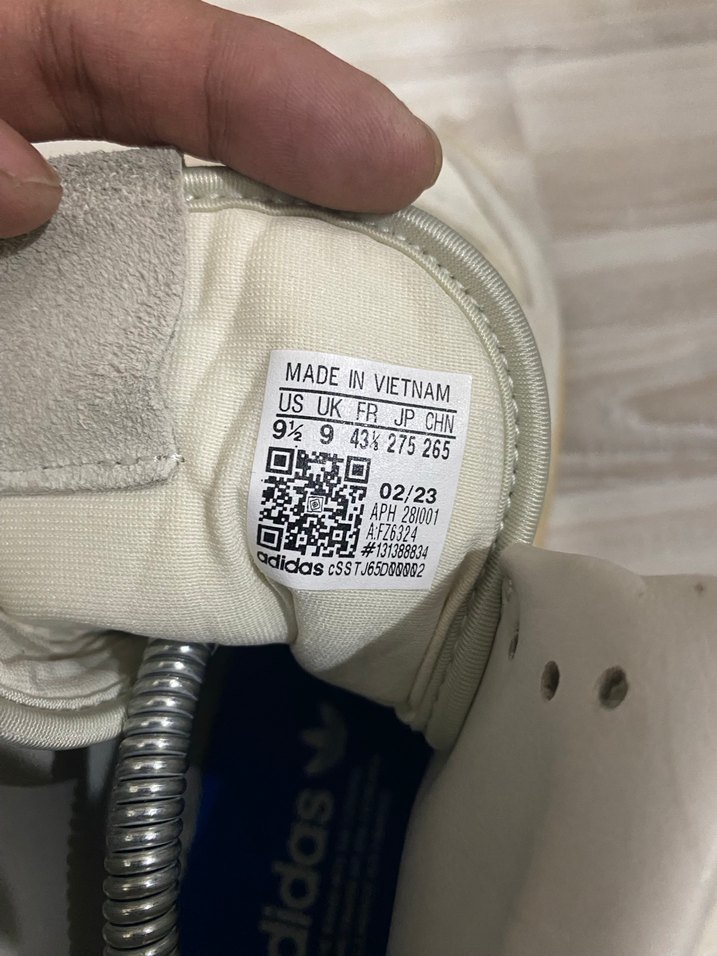 MADE IN VIETNAM
US UK FR JP CHN
9½ 9 43⅓ 275 265
02/23
APH 28I001
A:FZ6324
#131388834
adidas cSSTJ65D00002
adidas